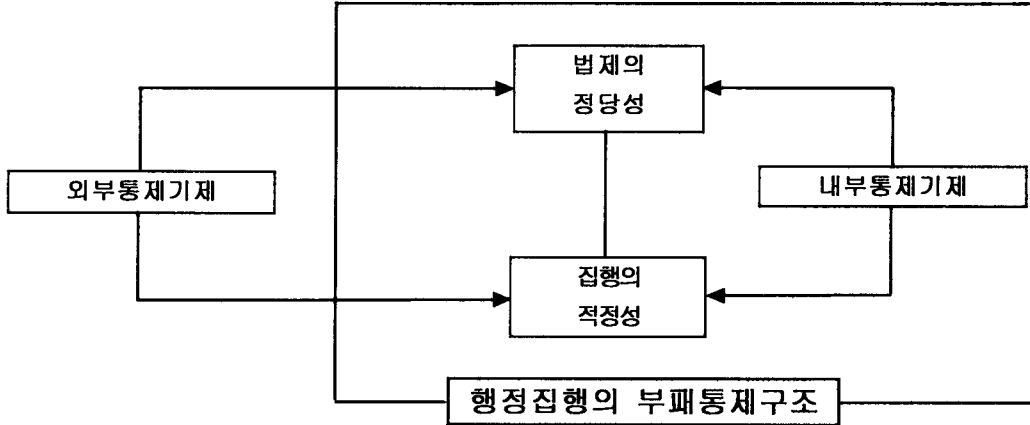 법제의
정당성
외부통제기제
내부통제기제
집행의
적정성
행정집행의 부패통제구조